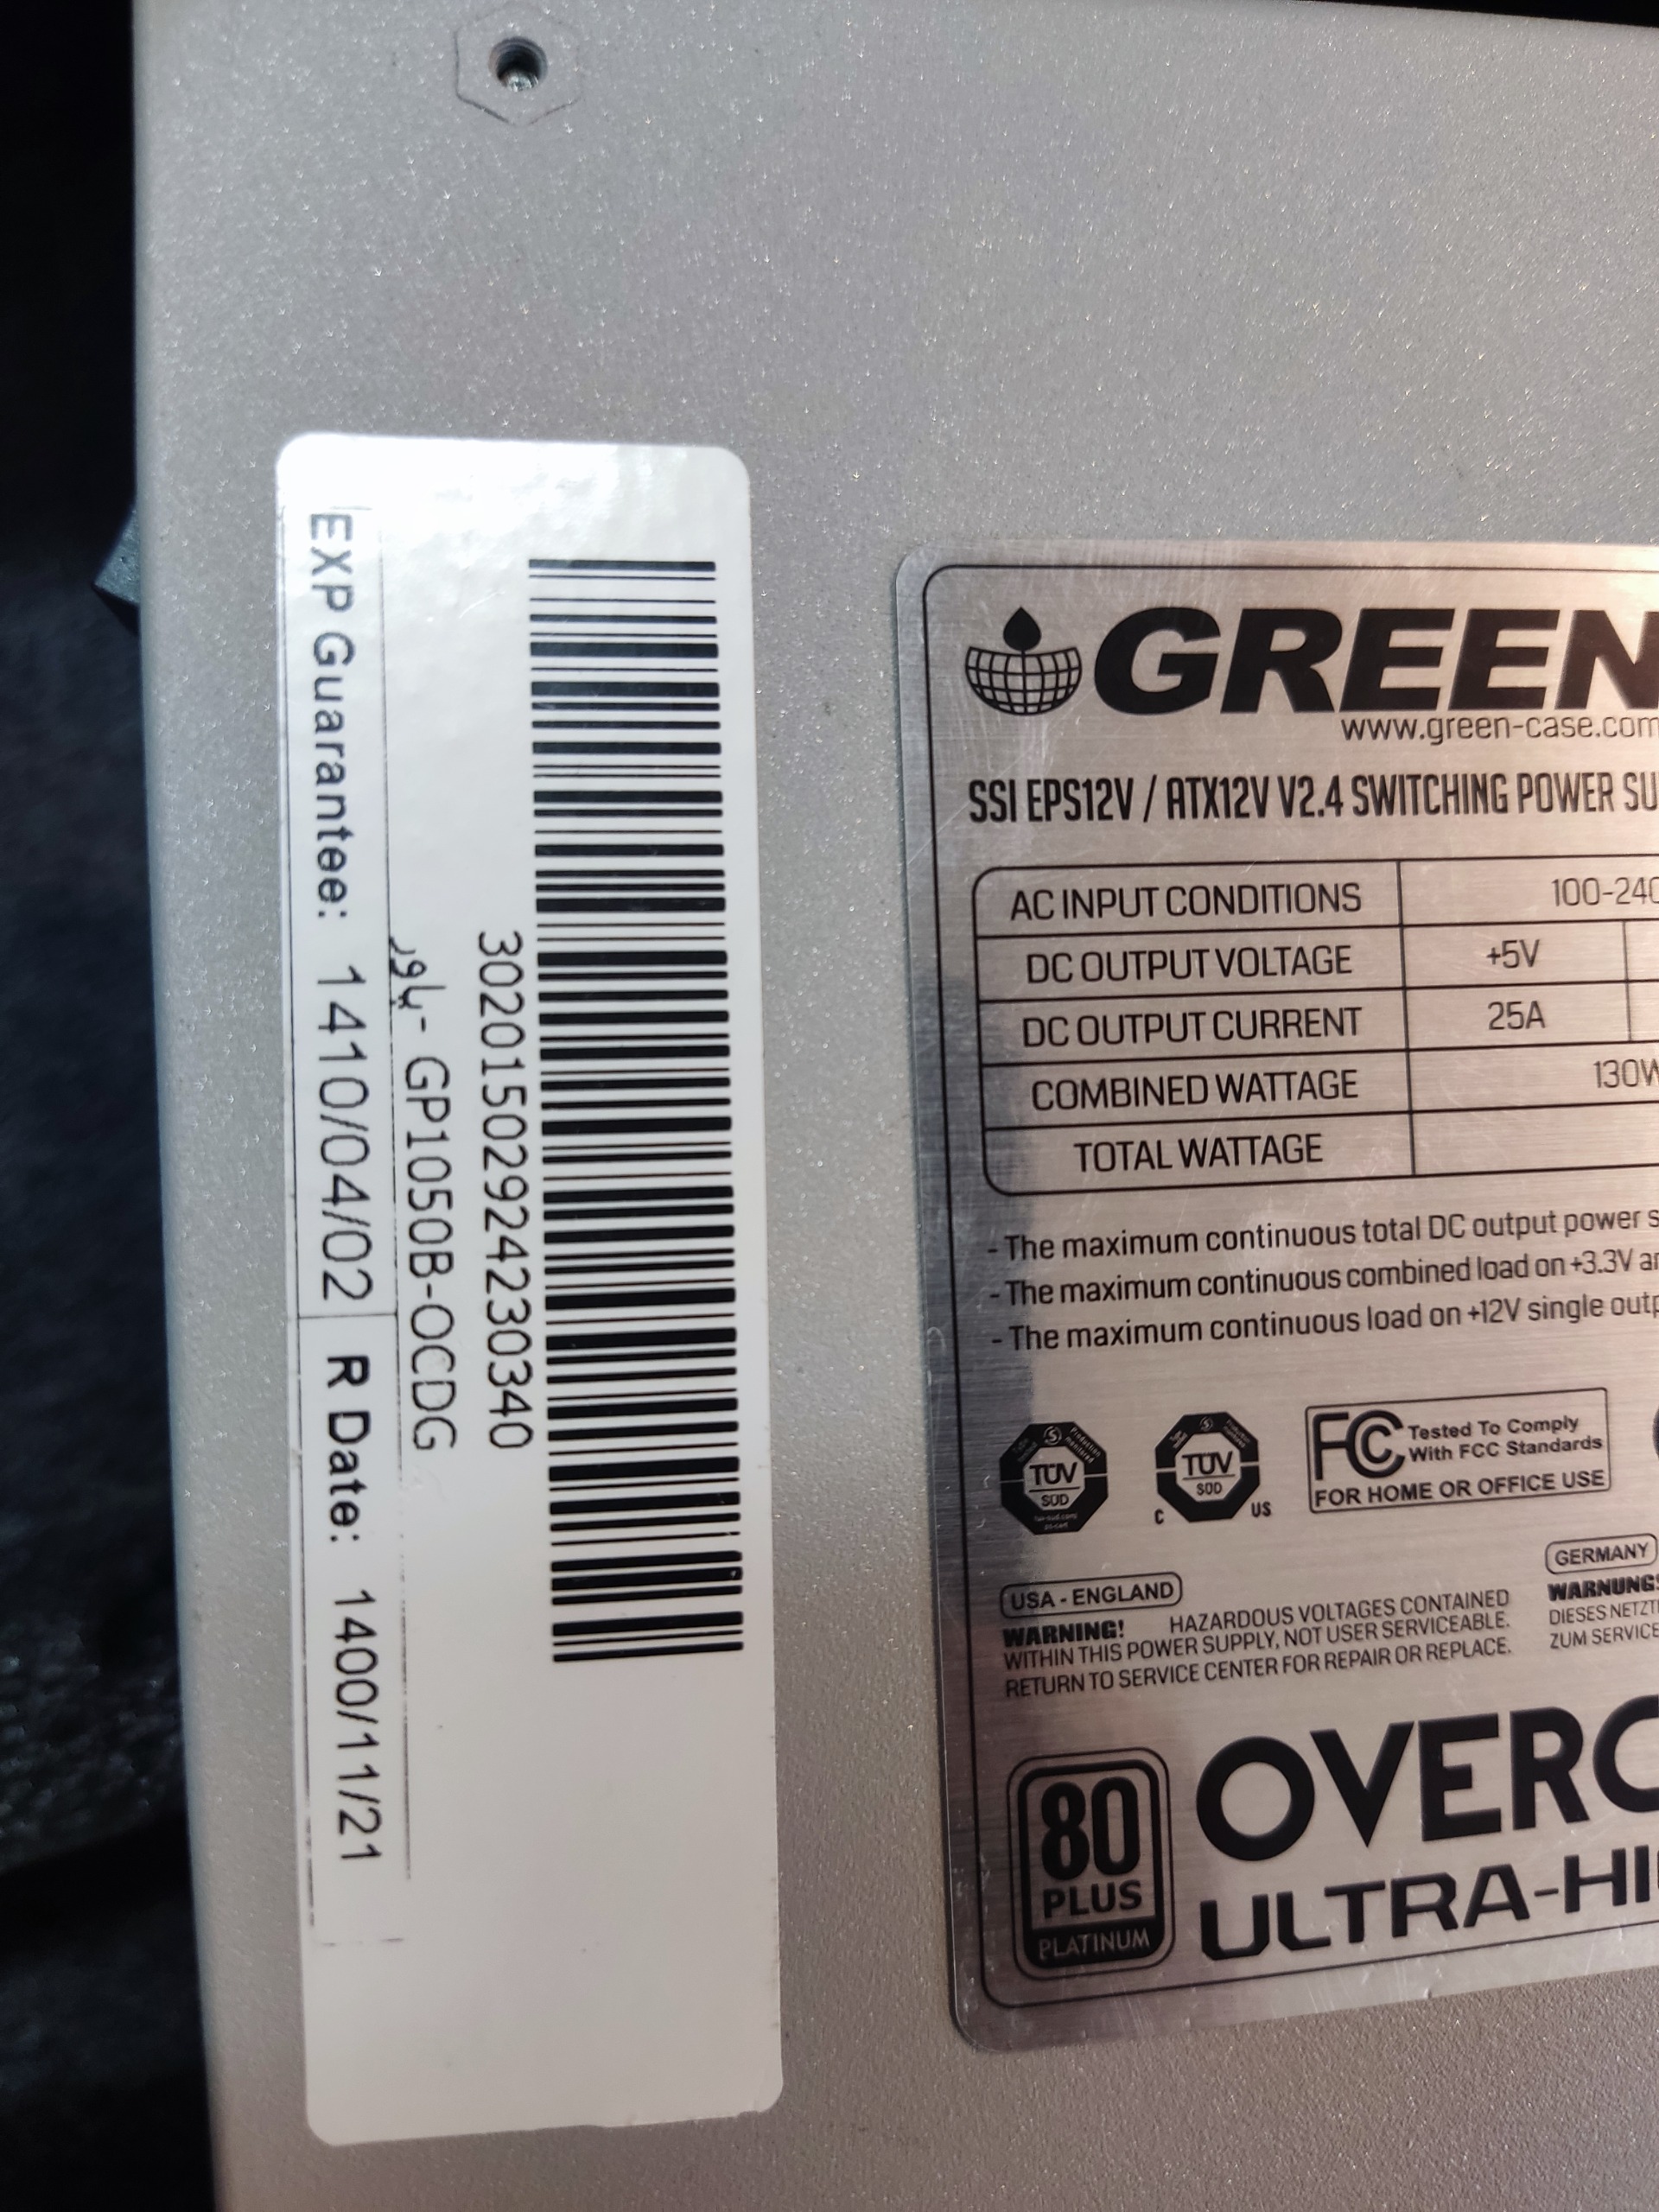 30201502924230340
پاور- GP1050B-OCDG
EXP Guarantee: 1410/04/02 R Date: 1400/11/21
GREEN
www.green-case.com
SSI EPS12V / ATX12V V2.4 SWITCHING POWER
AC INPUT CONDITIONS 100-240
DC OUTPUT VOLTAGE +5V
DC OUTPUT CURRENT 25A
COMBINED WATTAGE 130W
TOTAL WATTAGE
- The maximum continuous total DC output power
- The maximum continuous combined load on +3.3V
- The maximum continuous load on +12V single
TÜV
SÜD
TÜV
SÜD
C US
FC Tested To Comply
With FCC Standards
FOR HOME OR OFFICE USE
USA - ENGLAND
WARNING! HAZARDOUS VOLTAGES CONTAINED
WITHIN THIS POWER SUPPLY, NOT USER SERVICEABLE.
RETURN TO SERVICE CENTER FOR REPAIR OR REPLACE.
GERMANY
WARNUNG
DIESES
ZUM SERVICE
80
PLUS
PLATINUM
OVERC
ULTRA-HI